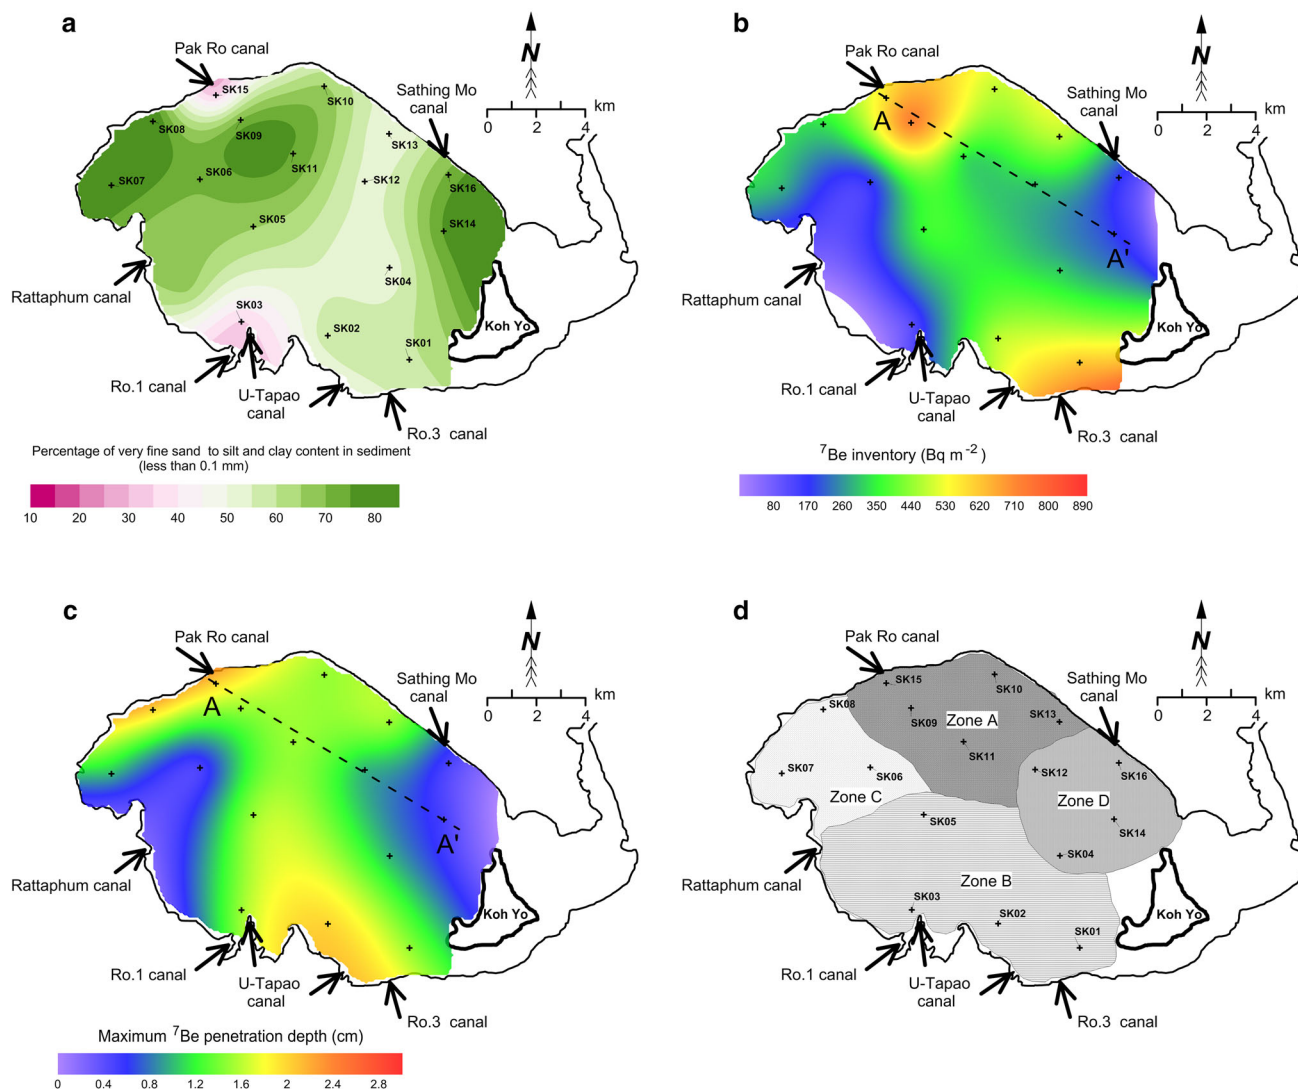 a
Pak Ro canal
N
SK15
SK10
Sathing Mo
canal
km
0 2 4
SK08
SK09
SK13
SK11
SK07
SK06
SK12
SK16
SK05
SK14
Rattaphum canal
SK03
SK04
SK02
Koh Yo
SK01
Ro.1 canal
U-Tapao
canal
Ro.3 canal
Percentage of very fine sand to silt and clay content in sediment
(less than 0.1 mm)
10 20 30 40 50 60 70 80
b
Pak Ro canal
N
Sathing Mo
canal
km
0 2 4
A
A'
Rattaphum canal
Koh Yo
Ro.1 canal
U-Tapao
canal
Ro.3 canal
⁷Be inventory (Bq m⁻²)
80 170 260 350 440 530 620 710 800 890
c
Pak Ro canal
N
Sathing Mo
canal
km
0 2 4
A
A'
Rattaphum canal
Koh Yo
Ro.1 canal
U-Tapao
canal
Ro.3 canal
Maximum ⁷Be penetration depth (cm)
0 0.4 0.8 1.2 1.6 2 2.4 2.8
d
Pak Ro canal
N
Sathing Mo
canal
km
0 2 4
SK15
SK10
SK08
SK09
Zone A
SK13
SK11
SK07
SK06
SK12
SK16
Zone C
Zone D
SK05
SK14
SK04
Rattaphum canal
Zone B
SK03
SK02
Koh Yo
SK01
Ro.1 canal
U-Tapao
canal
Ro.3 canal